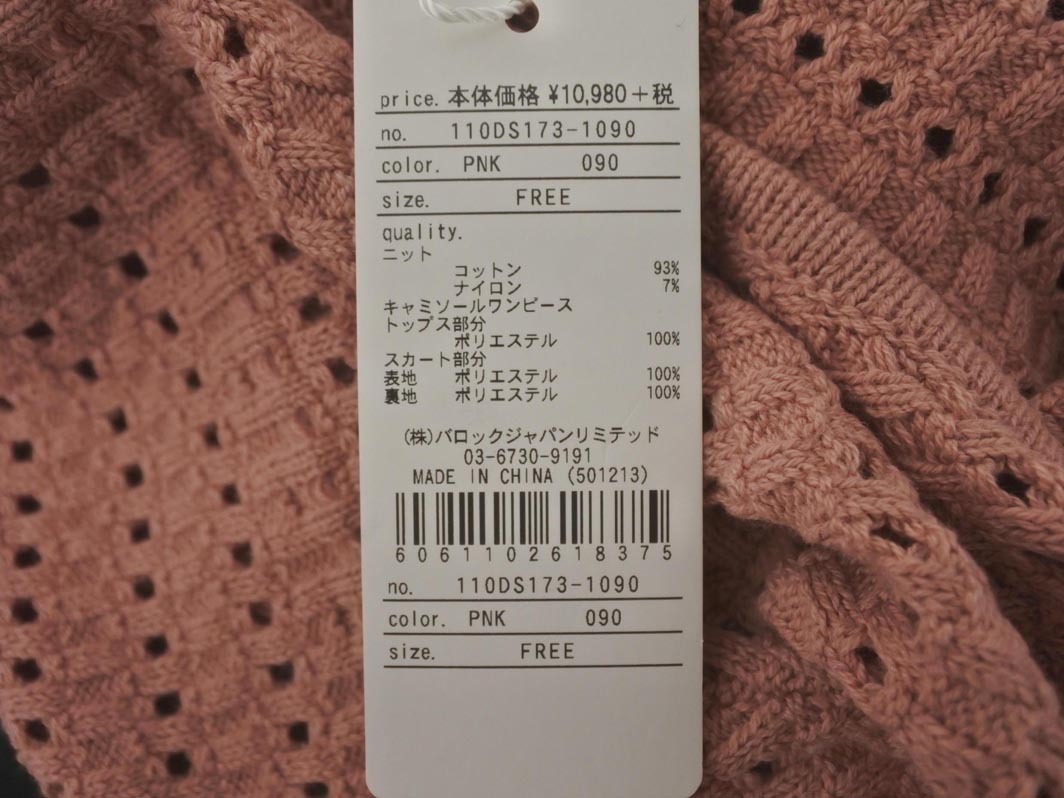 price. 本体価格 ¥10,980＋税
no. 110DS173-1090
color. PNK 090
size. FREE
quality.
ニット
コットン 93%
ナイロン 7%
キャミソールワンピース
トップス部分
ポリエステル 100%
スカート部分
表地 ポリエステル 100%
裏地 ポリエステル 100%
(株)バロックジャパンリミテッド
03-6730-9191
MADE IN CHINA (501213)
6061102618375
no. 110DS173-1090
color. PNK 090
size. FREE